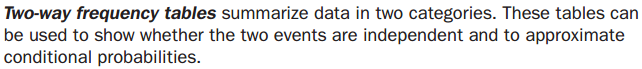 Two-way frequency tables summarize data in two categories. These tables can
be used to show whether the two events are independent and to approximate
conditional probabilities.